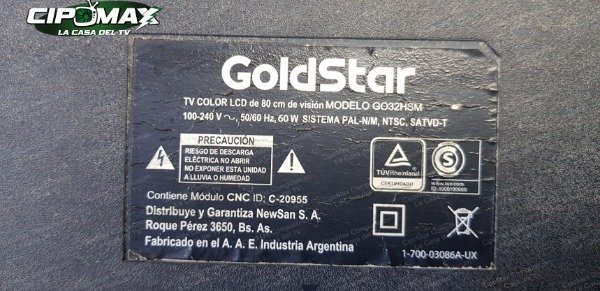 CIPOMAX
LA CASA DEL TV
GoldStar
TV COLOR LCD de 80 cm de visión MODELO GO32HSM
100-240 V ~, 50/60 Hz, 60 W SISTEMA PAL-N/M, NTSC, SATVD-T
PRECAUCIÓN
RIESGO DE DESCARGA
ELÉCTRICA NO ABRIR
NO EXPONER ESTA UNIDAD
A LLUVIA O HUMEDAD
TÜVRheinland
CERTIFICADO
S
Contiene Módulo CNC ID: C-20955
Distribuye y Garantiza NewSan S. A.
Roque Pérez 3650, Bs. As.
Fabricado en el A. A. E. Industria Argentina
1-700-03086A-UX